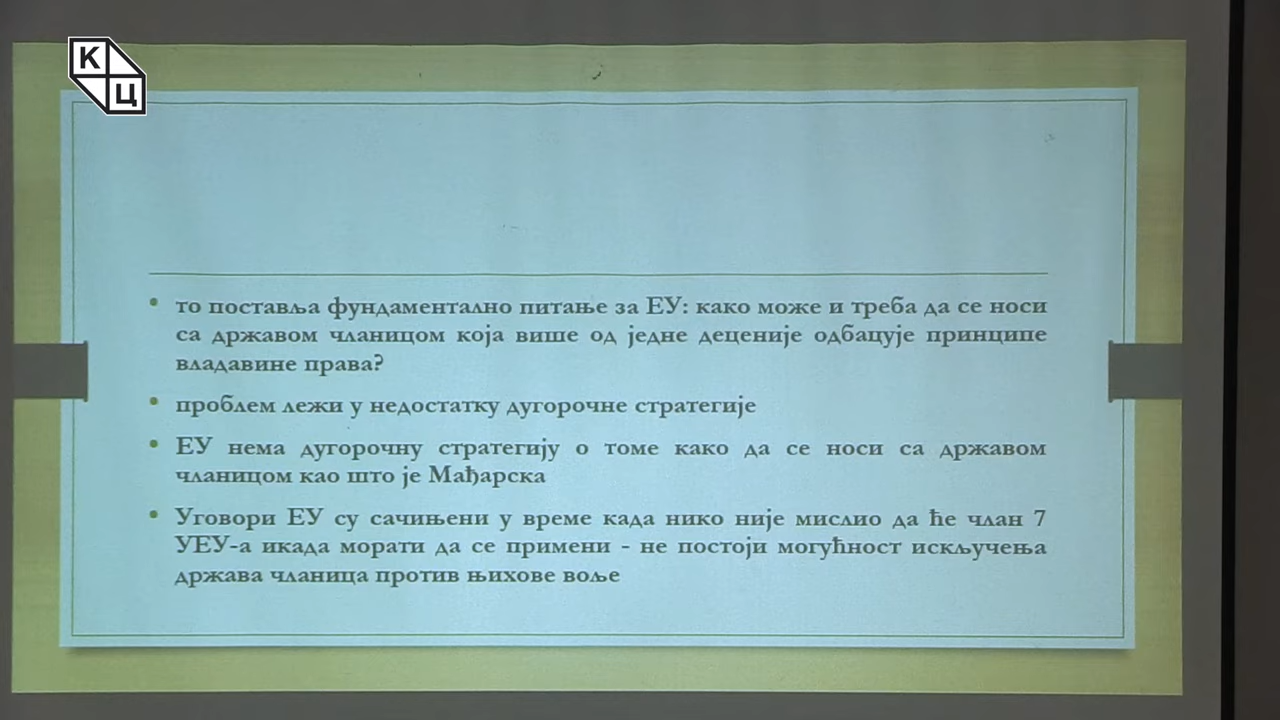 К
Ц
то поставља фундаментално питање за ЕУ: како може и треба да се носи
са државом чланицом која више од једне деценије одбацује принципе
владавине права?
проблем лежи у недостатку дугорочне стратегије
ЕУ нема дугорочну стратегију о томе како да се носи са државом
чланицом као што је Мађарска
Уговори ЕУ су сачињени у време када нико није мислио да ће члан 7
УЕУ-а икада морати да се примени - не постоји могућност искључења
држава чланица против њихове воље